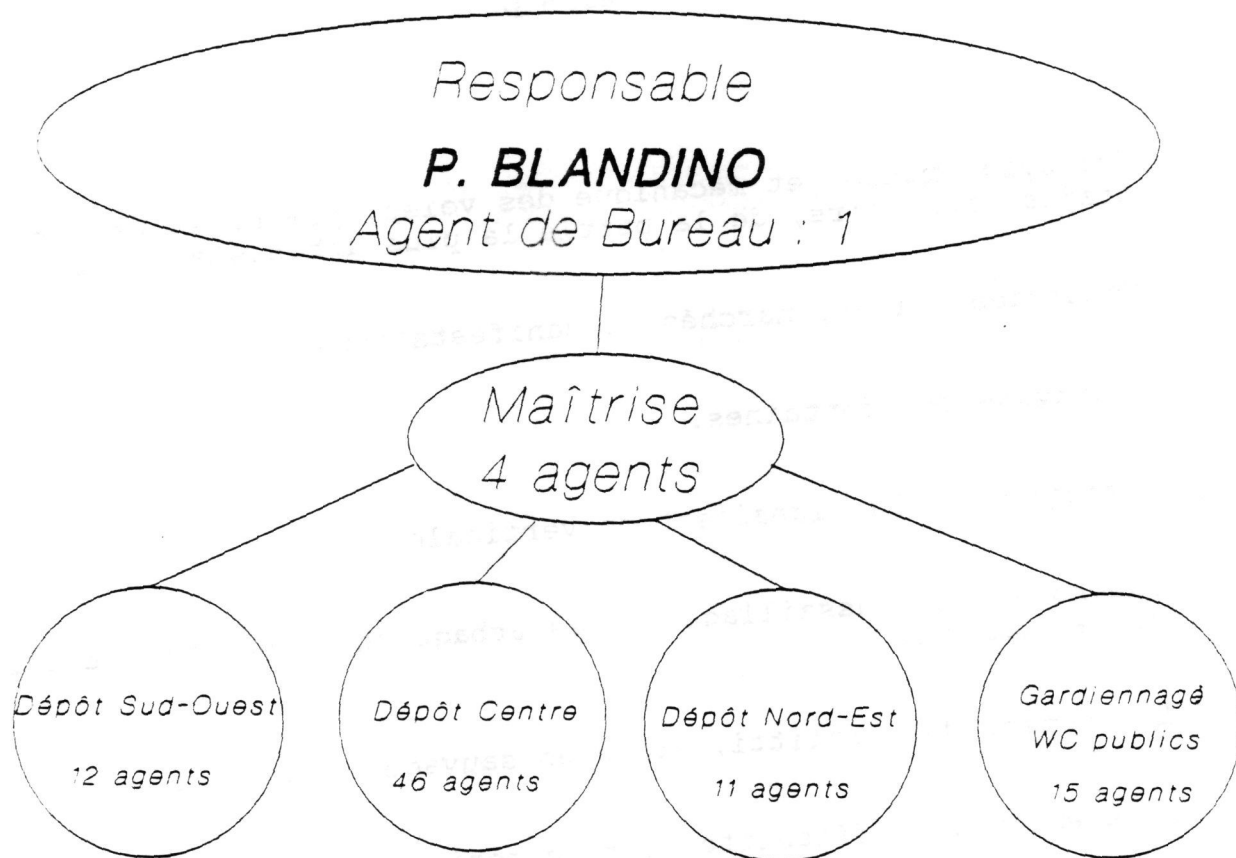 Responsable
P. BLANDINO
Agent de Bureau : 1
Maîtrise
4 agents
Dépôt Sud-Ouest
12 agents
Dépôt Centre
46 agents
Dépôt Nord-Est
11 agents
Gardiennagé
WC publics
15 agents